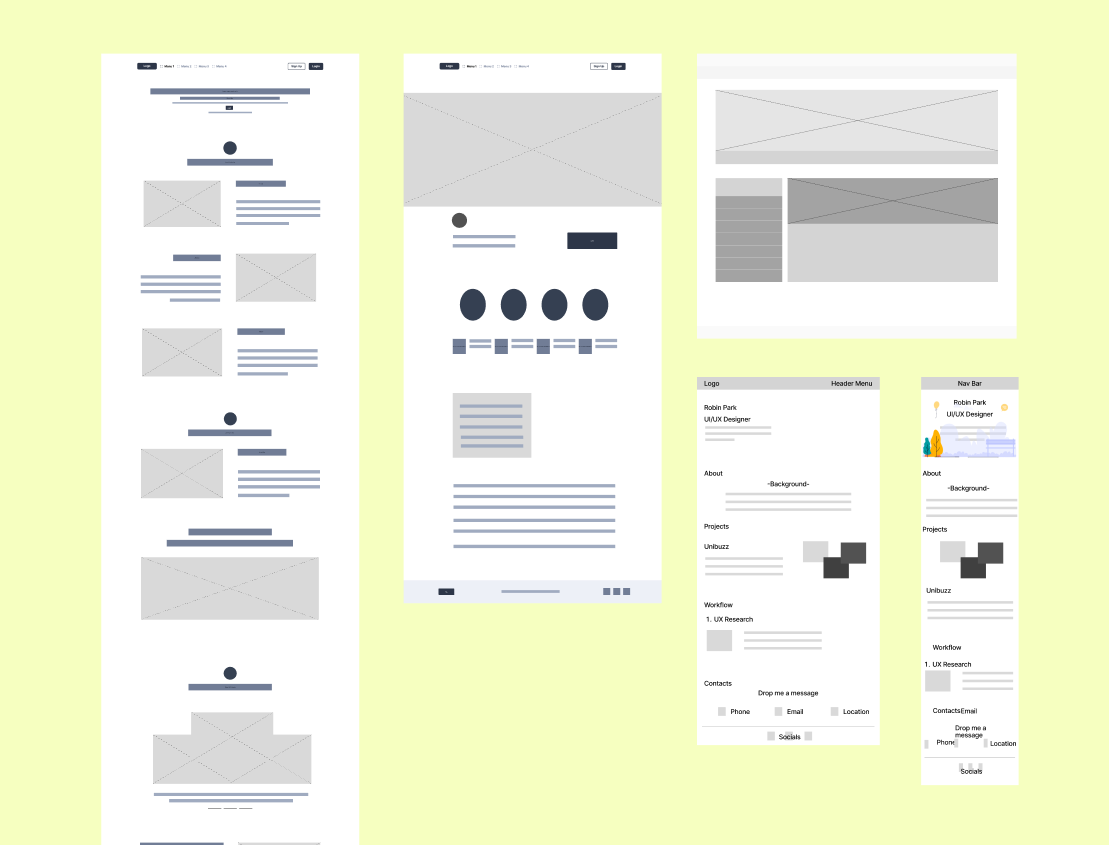 Logo
Menu 1
Menu 2
Menu 3
Menu 4
Sign Up
Login
Logo
Menu 1
Menu 2
Menu 3
Menu 4
Sign Up
Login
Logo
Header Menu
Robin Park
UI/UX Designer
About
-Background-
Projects
Unibuzz
Workflow
1. UX Research
Contacts
Drop me a message
Phone
Email
Location
Socials
Nav Bar
Robin Park
UI/UX Designer
About
-Background-
Projects
Unibuzz
Workflow
1. UX Research
Contacts
Email
Drop me a
message
Phone
Location
Socials